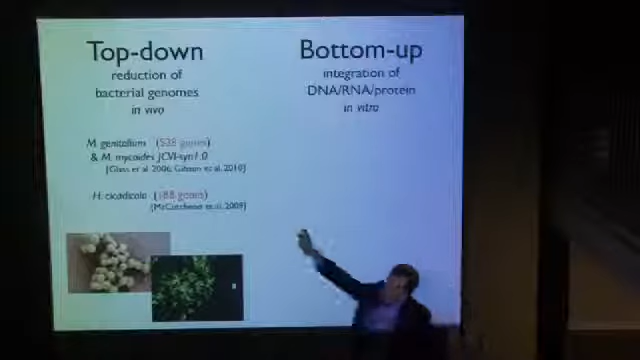 Top-down
reduction of
bacterial genomes
in vivo
M. genitalium (528 genes)
& M. mycoides JCVI-syn1.0
[Glass et al. 2006, Gibson et al. 2010]
H. cicadicola (188 genes)
[McCutcheon et al. 2009]
Bottom-up
integration of
DNA/RNA/protein
in vitro